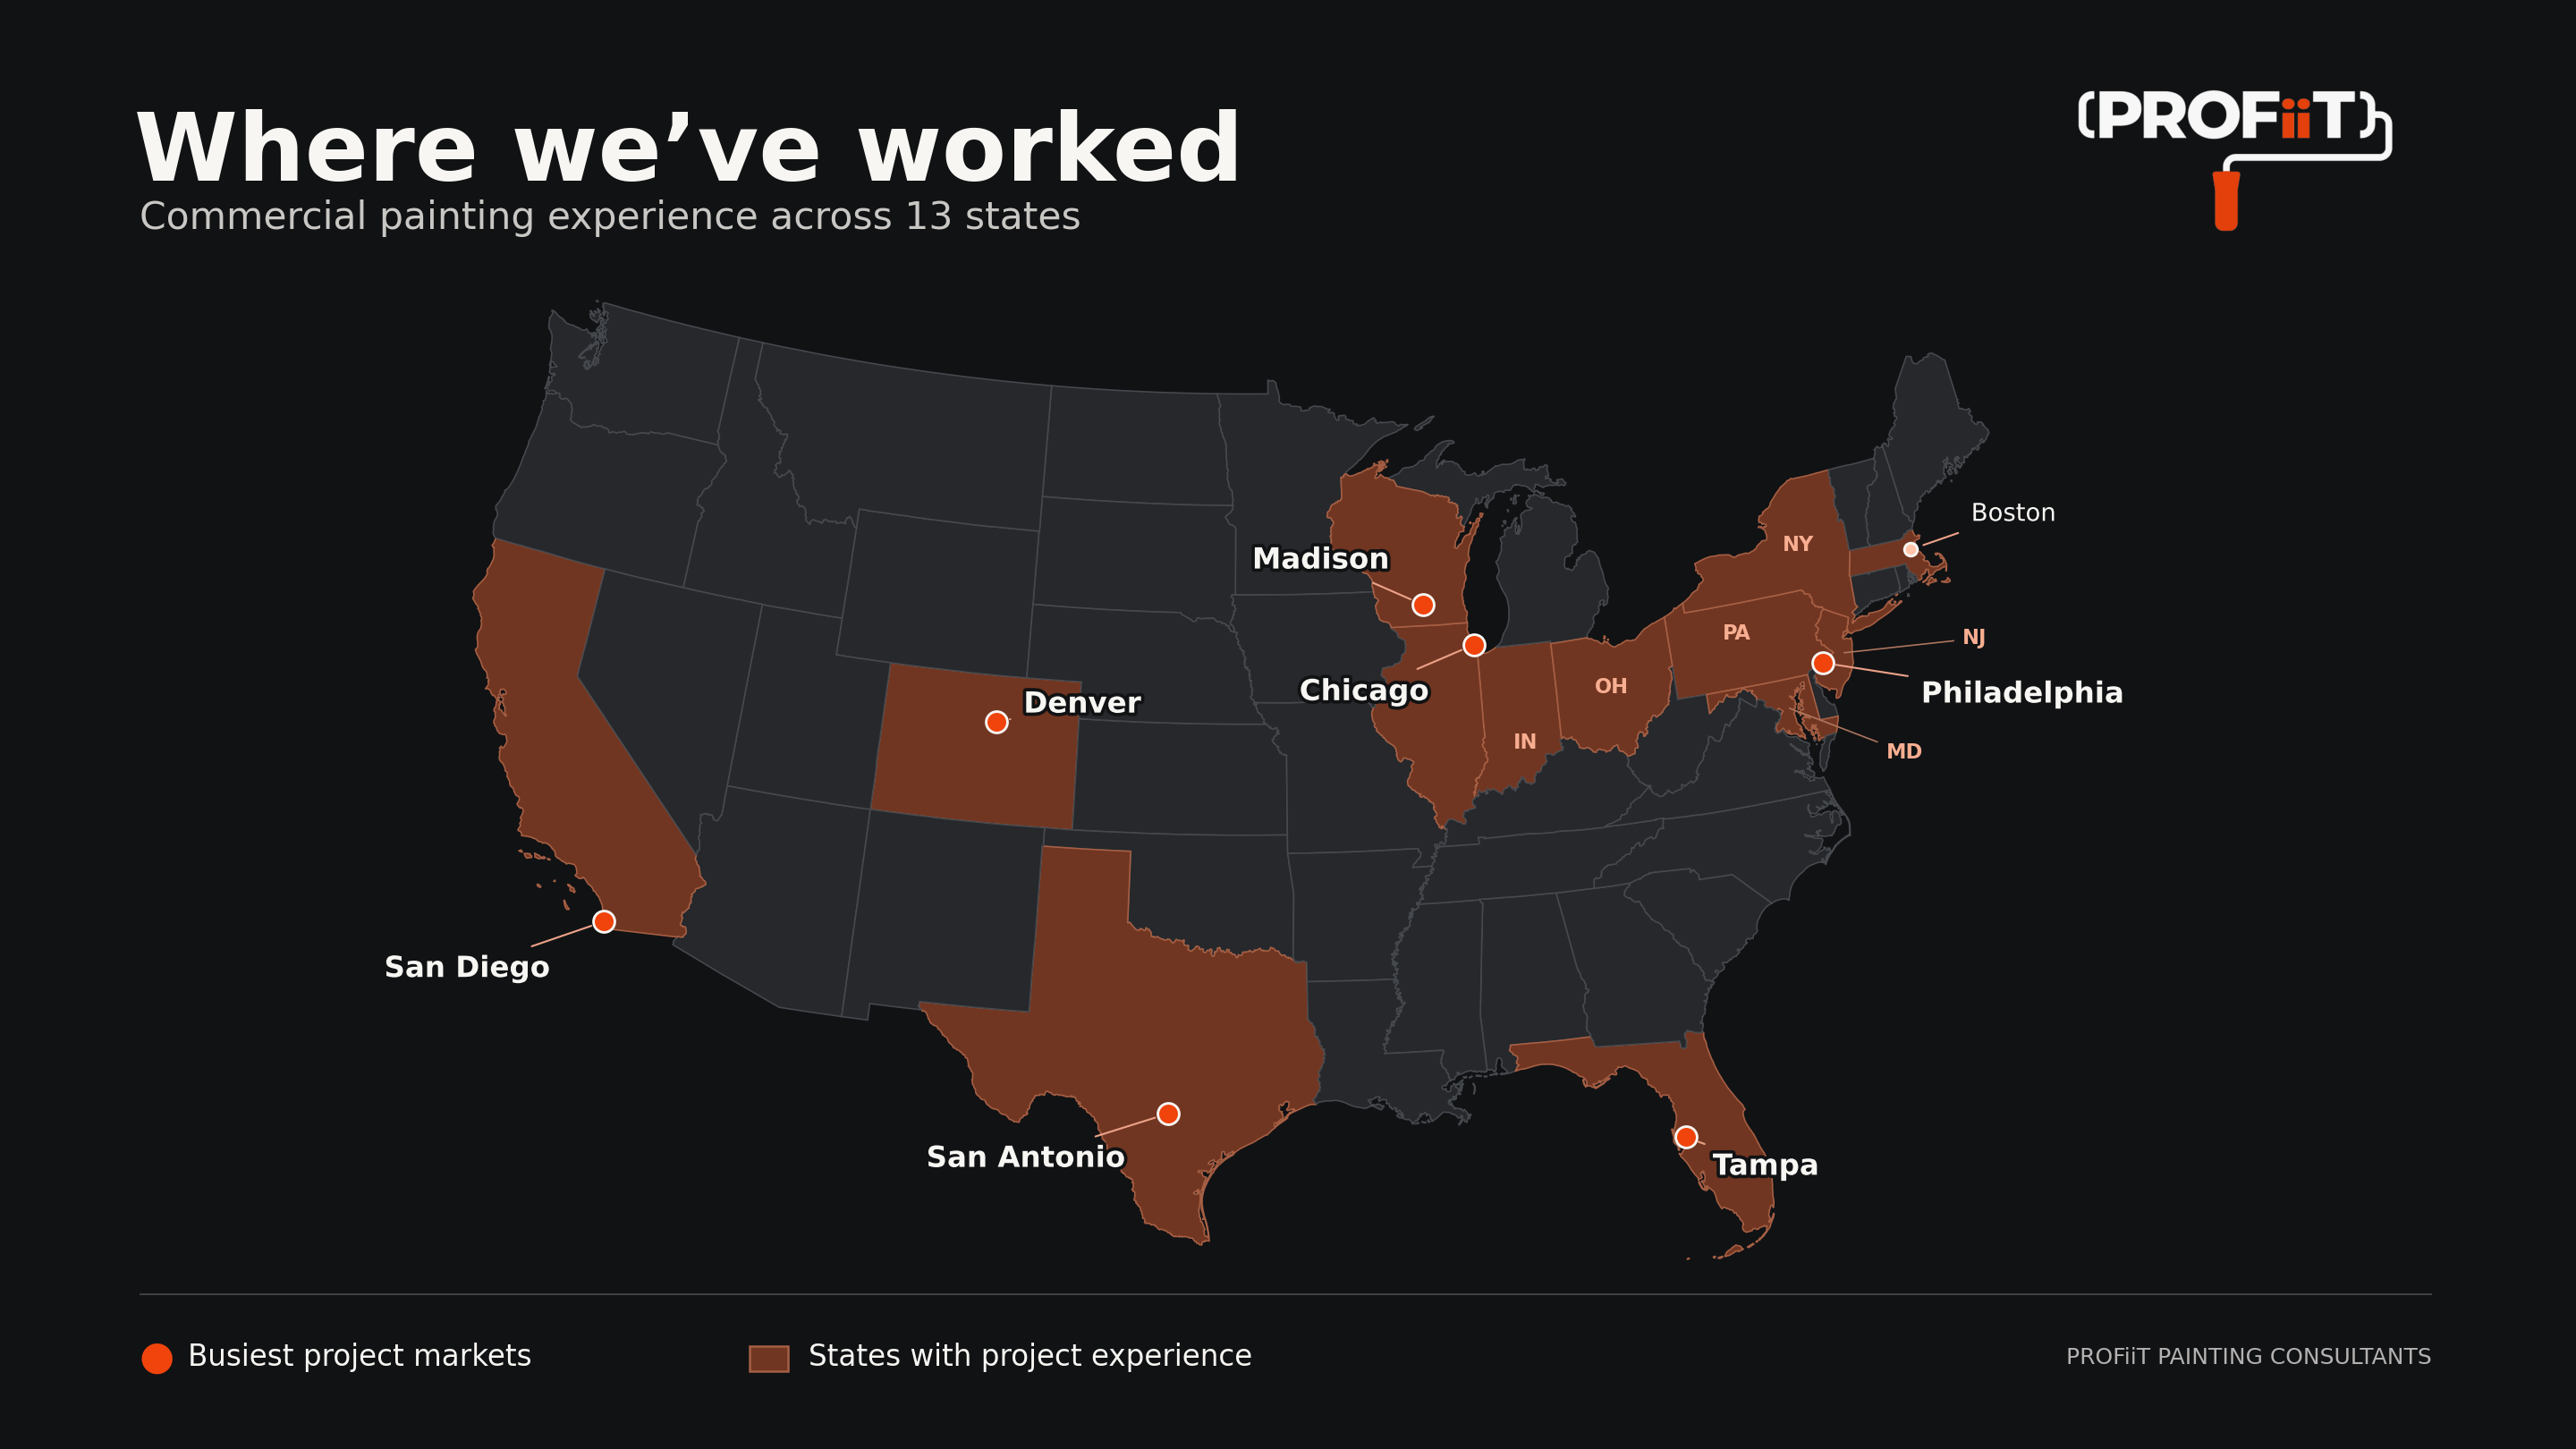 Where we’ve worked
Commercial painting experience across 13 states
{PROFiiT}
Boston
NY
Madison
PA
NJ
OH
Chicago
Philadelphia
Denver
IN
MD
San Diego
San Antonio
Tampa
Busiest project markets
States with project experience
PROFiiT PAINTING CONSULTANTS